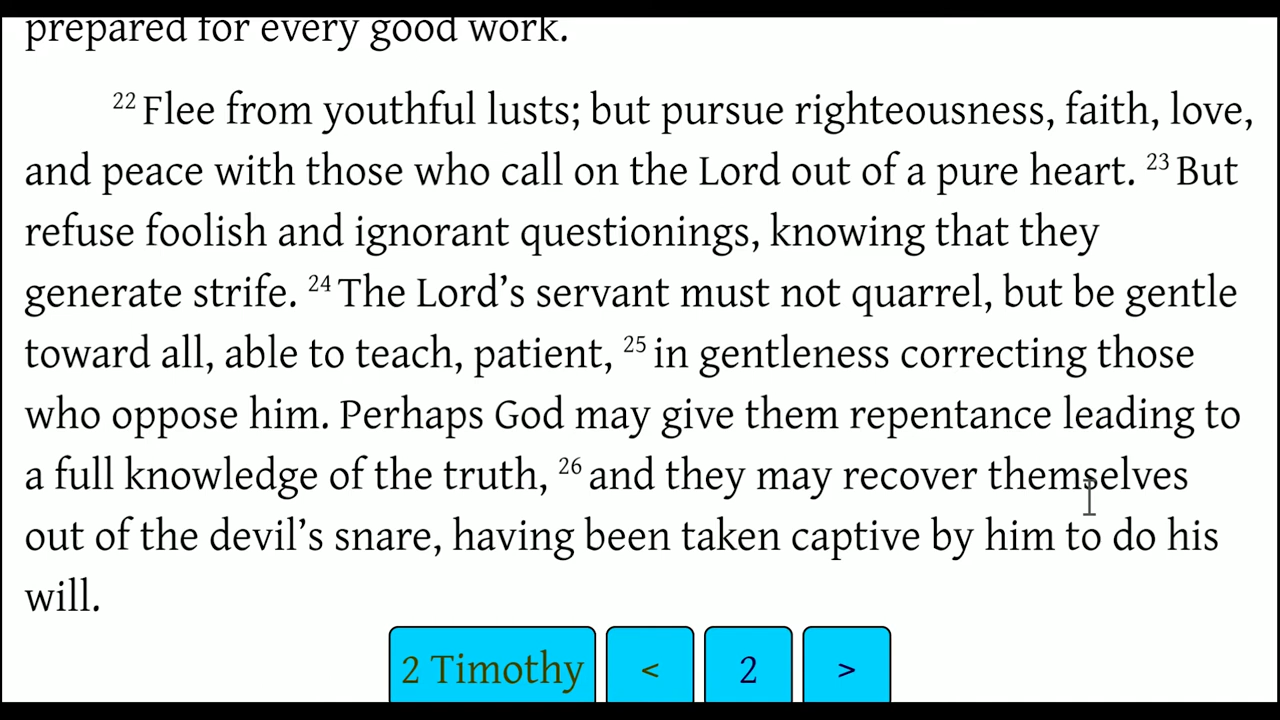 prepared for every good work.
22 Flee from youthful lusts; but pursue righteousness, faith, love,
and peace with those who call on the Lord out of a pure heart. 23 But
refuse foolish and ignorant questionings, knowing that they
generate strife. 24 The Lord’s servant must not quarrel, but be gentle
toward all, able to teach, patient, 25 in gentleness correcting those
who oppose him. Perhaps God may give them repentance leading to
a full knowledge of the truth, 26 and they may recover themselves
out of the devil’s snare, having been taken captive by him to do his
will.
2 Timothy < 2 >